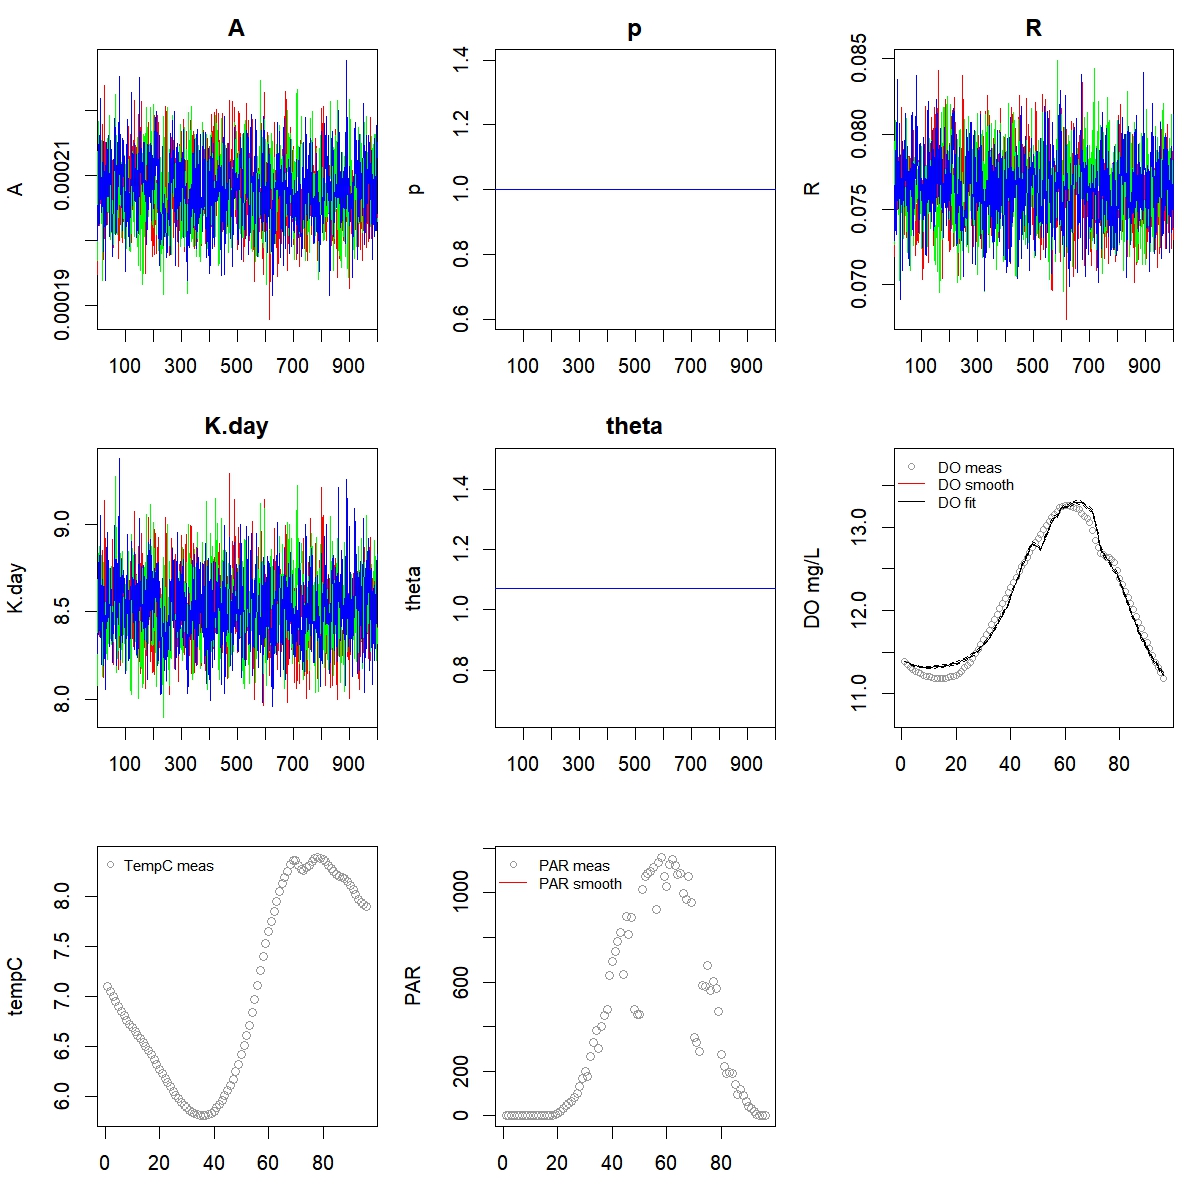 A
p
R
A
0.00019
0.00021
100 300 500 700 900
p
0.6 0.8 1.0 1.2 1.4
100 300 500 700 900
R
0.070 0.075 0.080 0.085
100 300 500 700 900
K.day
theta
K.day
8.0 8.5 9.0
100 300 500 700 900
theta
0.8 1.0 1.2 1.4
100 300 500 700 900
DO mg/L
11.0 12.0 13.0
DO meas
DO smooth
DO fit
0 20 40 60 80
tempC
6.0 6.5 7.0 7.5 8.0
TempC meas
0 20 40 60 80
PAR
0 200 600 1000
PAR meas
PAR smooth
0 20 40 60 80